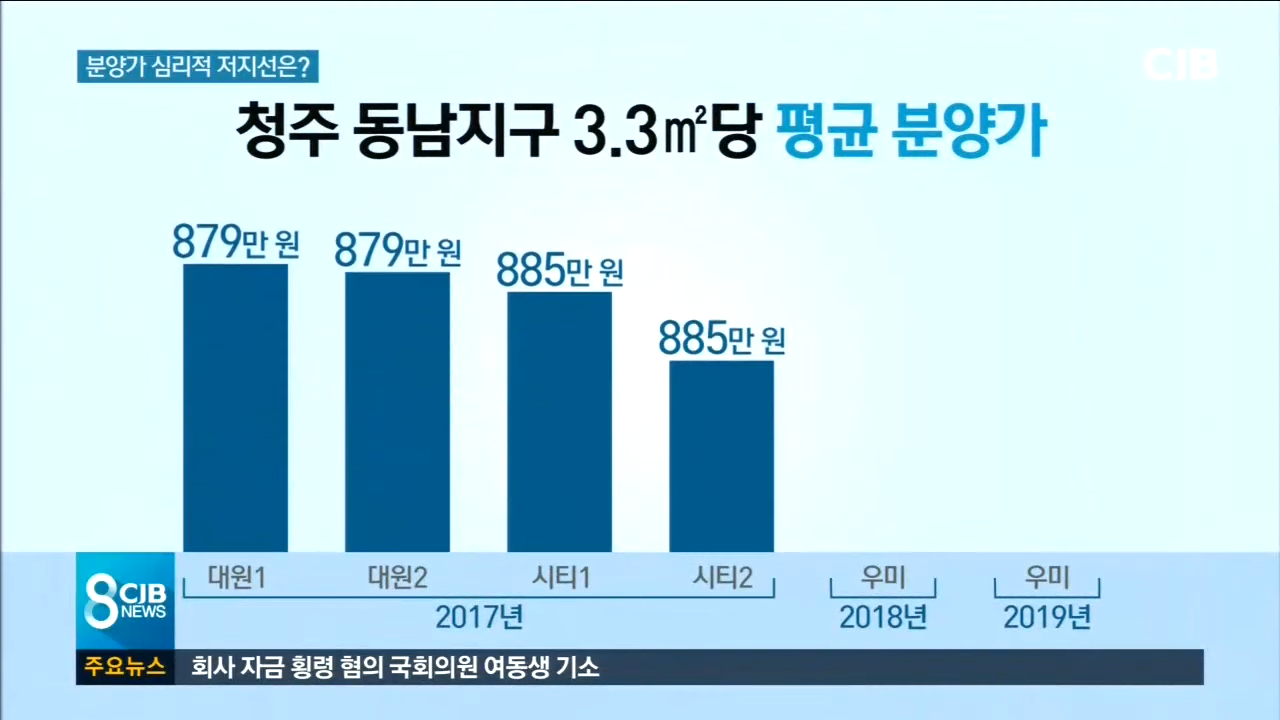 분양가 심리적 저지선은?
CJB
청주 동남지구 3.3㎡당 평균 분양가
879만 원
879만 원
885만 원
885만 원
대원1
대원2
시티1
시티2
우미
우미
2017년
2018년
2019년
8 CJB
NEWS
주요뉴스
회사 자금 횡령 혐의 국회의원 여동생 기소